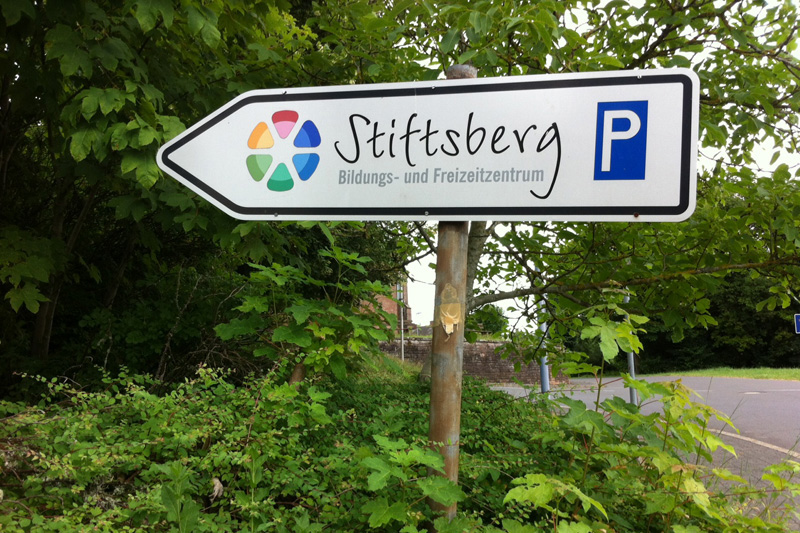 Stiftsberg
Bildungs- und Freizeitzentrum
P